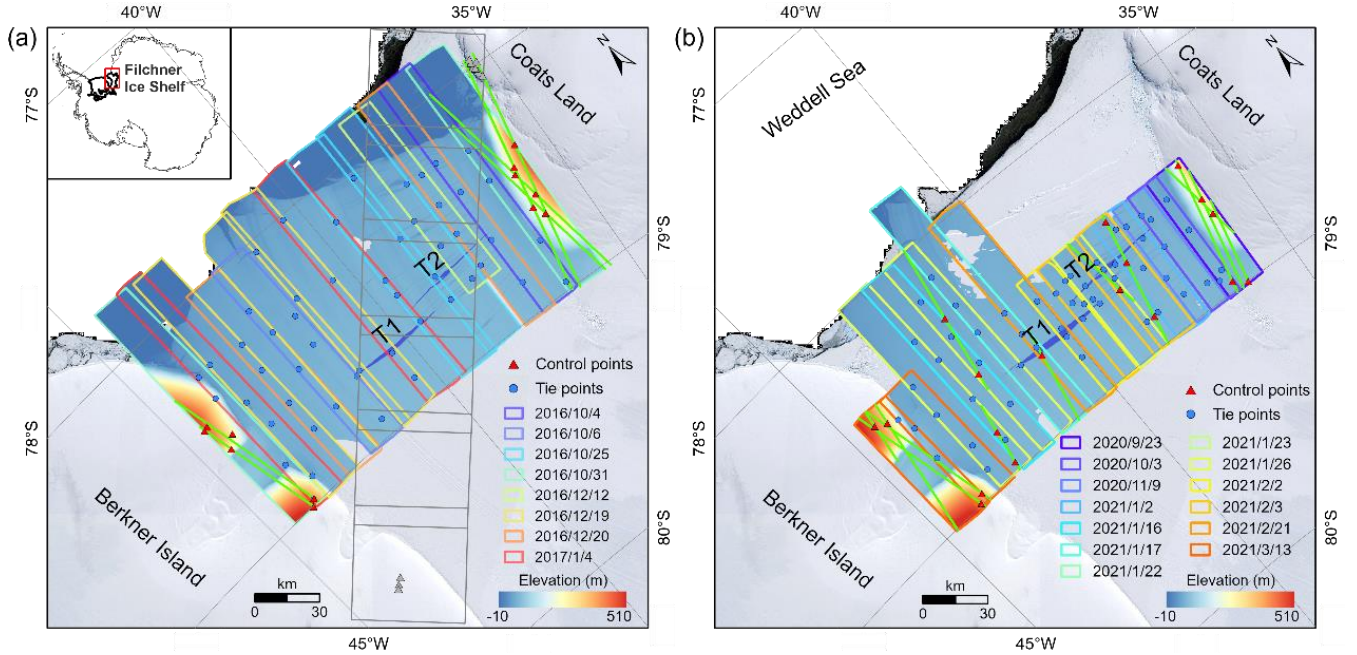 40°W
35°W
(a)
Filchner
Ice Shelf
N
Coats Land
77°S
T2
T1
79°S
78°S
Berkner Island
Control points
Tie points
2016/10/4
2016/10/6
2016/10/25
2016/10/31
2016/12/12
2016/12/19
2016/12/20
2017/1/4
80°S
km
0 30
Elevation (m)
-10 510
45°W
40°W
35°W
(b)
N
Weddell Sea
Coats Land
77°S
T2
T1
79°S
78°S
Berkner Island
Control points
Tie points
2020/9/23 2021/1/23
2020/10/3 2021/1/26
2020/11/9 2021/2/2
2021/1/2 2021/2/3
2021/1/16 2021/2/21
2021/1/17 2021/3/13
2021/1/22
80°S
km
0 30
Elevation (m)
-10 510
45°W